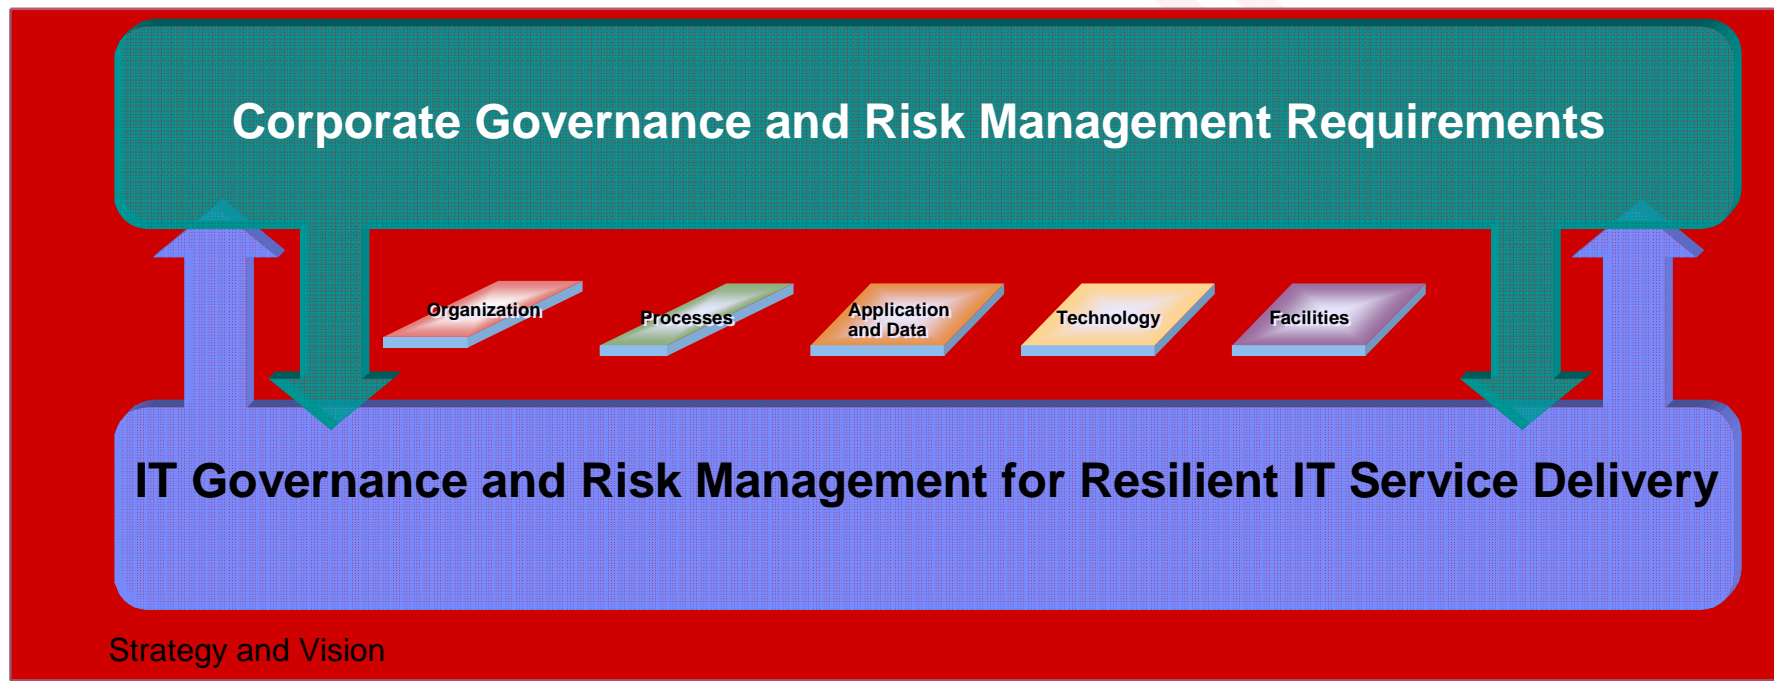 Corporate Governance and Risk Management Requirements
Organization
Processes
Application
and Data
Technology
Facilities
IT Governance and Risk Management for Resilient IT Service Delivery
Strategy and Vision